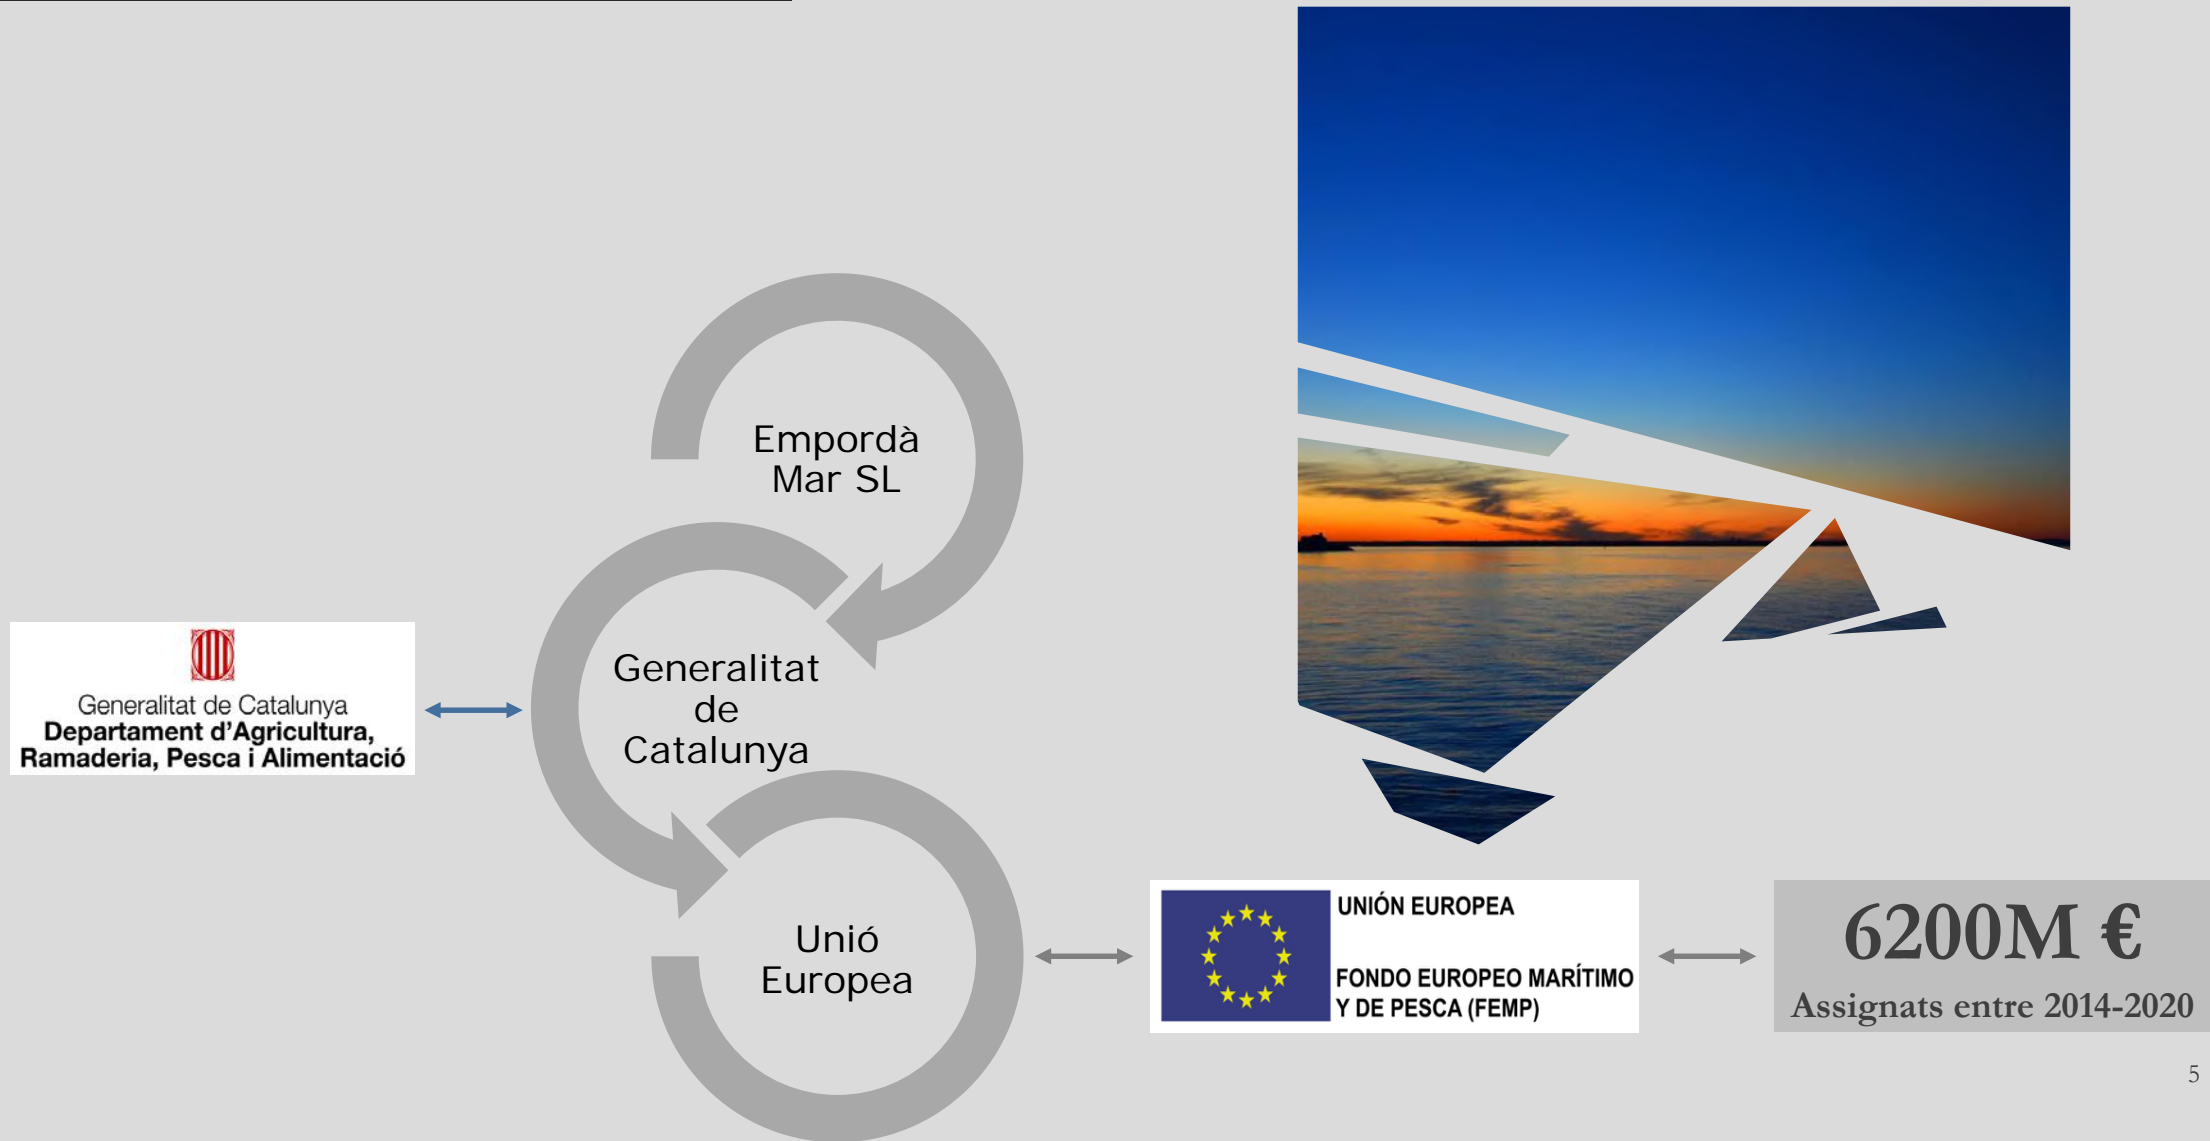 Empordà
Mar SL
Generalitat
de
Catalunya
Generalitat de Catalunya
Departament d'Agricultura,
Ramaderia, Pesca i Alimentació
Unió
Europea
UNIÓN EUROPEA
FONDO EUROPEO MARÍTIMO
Y DE PESCA (FEMP)
6200M €
Assignats entre 2014-2020
5